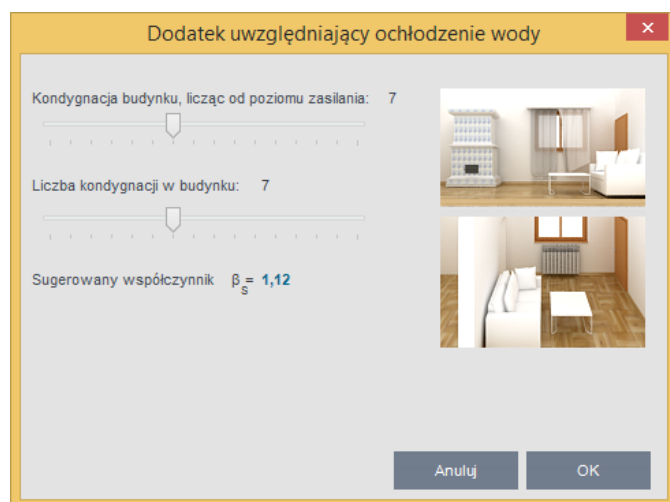 Dodatek uwzględniający ochłodzenie wody
Kondygnacja budynku, licząc od poziomu zasilania: 7
Liczba kondygnacji w budynku: 7
Sugerowany współczynnik βs = 1,12
Anuluj OK